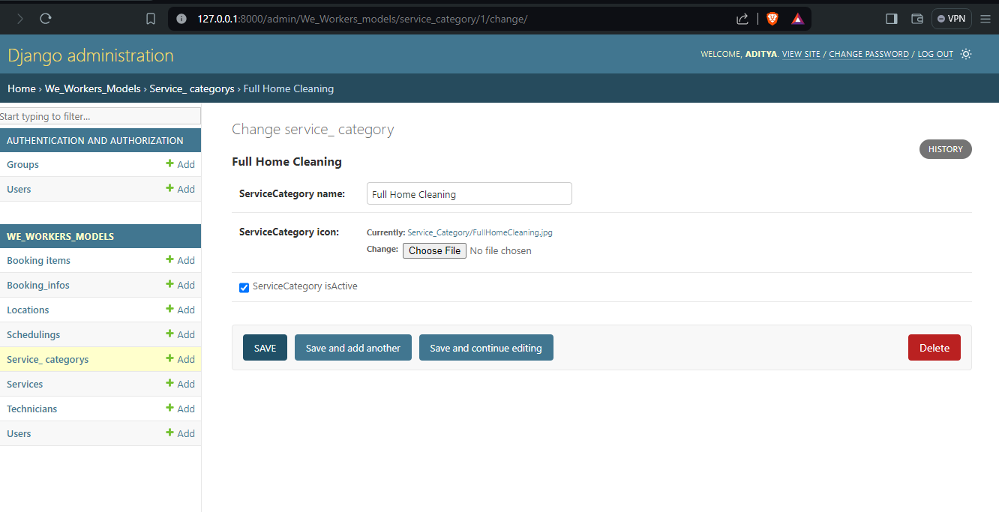 127.0.0.1:8000/admin/We_Workers_models/service_category/1/change/
VPN
Django administration
WELCOME, ADITYA. VIEW SITE / CHANGE PASSWORD / LOG OUT
Home › We_Workers_Models › Service_ categorys › Full Home Cleaning
Start typing to filter...
AUTHENTICATION AND AUTHORIZATION
Groups + Add
Users + Add
WE_WORKERS_MODELS
Booking items + Add
Booking_infos + Add
Locations + Add
Schedulings + Add
Service_ categorys + Add
Services + Add
Technicians + Add
Users + Add
Change service_ category
HISTORY
Full Home Cleaning
ServiceCategory name: Full Home Cleaning
ServiceCategory icon: Currently: Service_Category/FullHomeCleaning.jpg
Change: Choose File No file chosen
ServiceCategory isActive
SAVE Save and add another Save and continue editing Delete